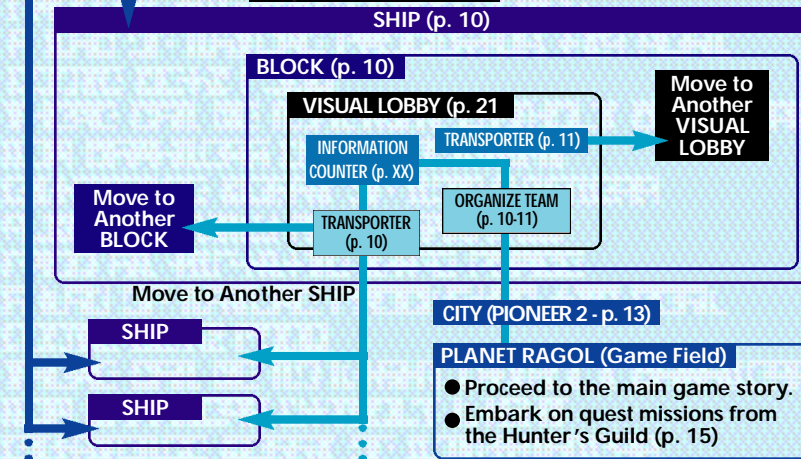 SHIP (p. 10)
BLOCK (p. 10)
VISUAL LOBBY (p. 21
Move to
Another
VISUAL
LOBBY
INFORMATION
COUNTER (p. XX)
TRANSPORTER (p. 11)
Move to
Another
BLOCK
TRANSPORTER
(p. 10)
ORGANIZE TEAM
(p. 10-11)
Move to Another SHIP
CITY (PIONEER 2 - p. 13)
SHIP
PLANET RAGOL (Game Field)
● Proceed to the main game story.
● Embark on quest missions from
the Hunter's Guild (p. 15)
SHIP